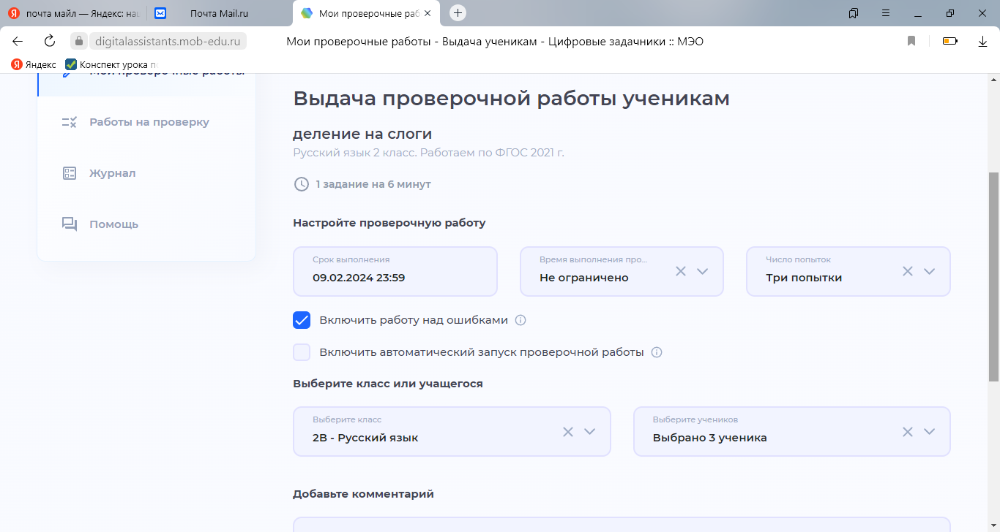 почта майл — Яндекс: на
Почта Mail.ru
Мои проверочные раб
digitalassistants.mob-edu.ru
Мои проверочные работы - Выдача ученикам - Цифровые задачники :: МЭО
Яндекс
Конспект урока по
Мои проверочные работы
Работы на проверку
Журнал
Помощь
Выдача проверочной работы ученикам
деление на слоги
Русский язык 2 класс. Работаем по ФГОС 2021 г.
1 задание на 6 минут
Настройте проверочную работу
Срок выполнения
09.02.2024 23:59
Время выполнения про...
Не ограничено
Число попыток
Три попытки
Включить работу над ошибками
Включить автоматический запуск проверочной работы
Выберите класс или учащегося
Выберите класс
2В - Русский язык
Выберите учеников
Выбрано 3 ученика
Добавьте комментарий